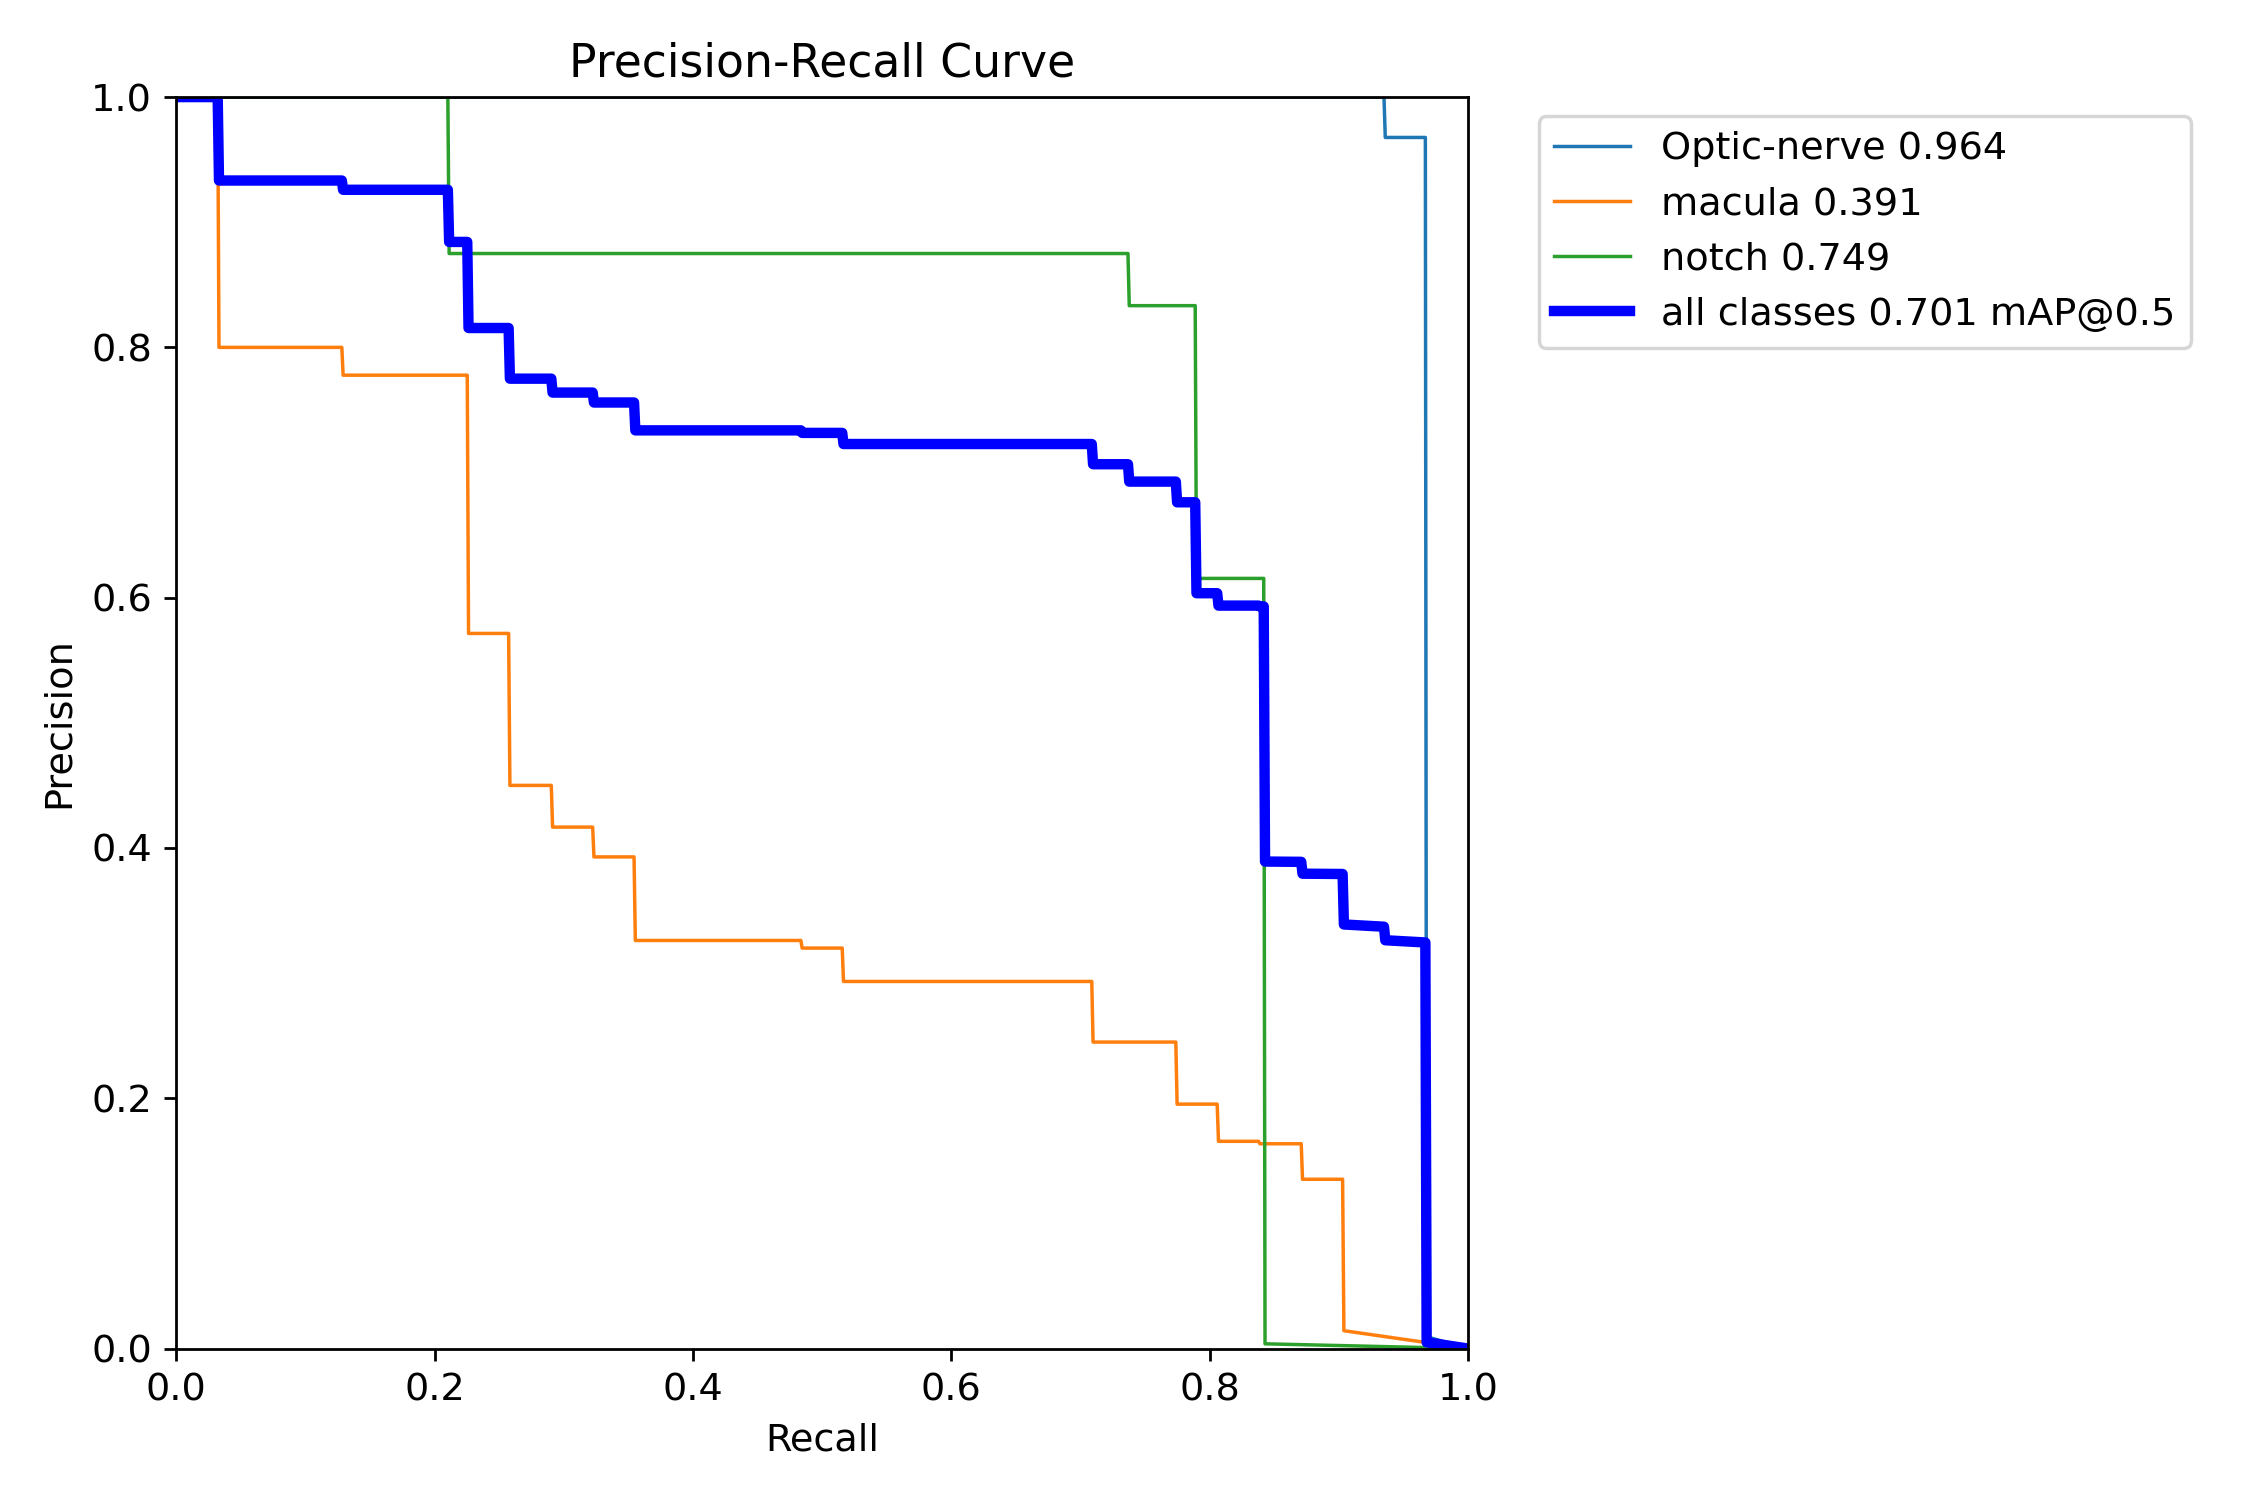 Precision-Recall Curve
1.0
0.8
0.6
0.4
0.2
0.0
Precision
0.0 0.2 0.4 0.6 0.8 1.0
Recall
Optic-nerve 0.964
macula 0.391
notch 0.749
all classes 0.701 mAP@0.5